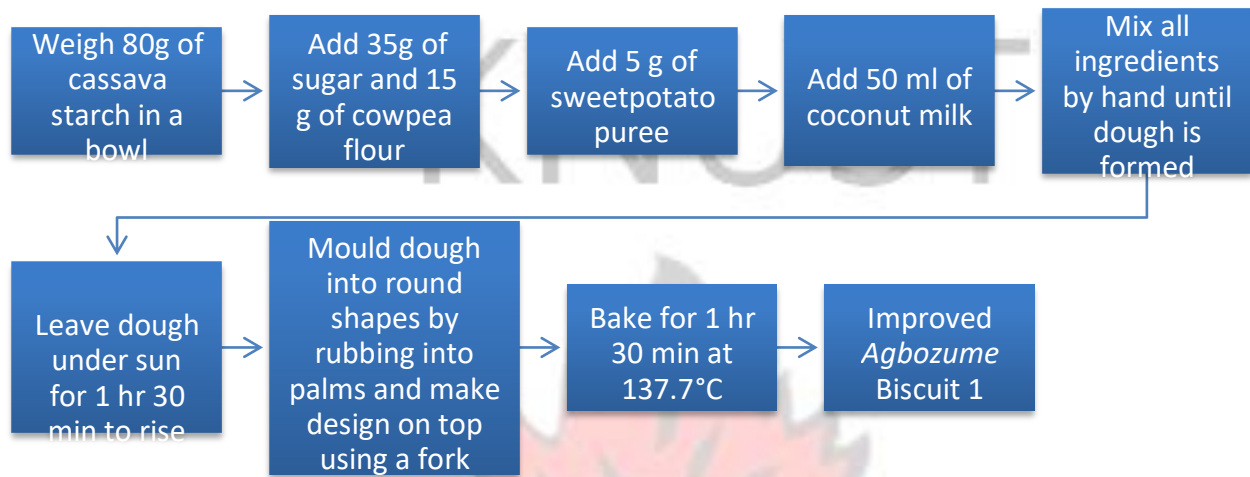 Weigh 80g of
cassava
starch in a
bowl
Add 35g of
sugar and 15
g of cowpea
flour
Add 5 g of
sweetpotato
puree
Add 50 ml of
coconut milk
Mix all
ingredients
by hand until
dough is
formed
Leave dough
under sun
for 1 hr 30
min to rise
Mould dough
into round
shapes by
rubbing into
palms and make
design on top
using a fork
Bake for 1 hr
30 min at
137.7°C
Improved
Agbozume
Biscuit 1
KNUST